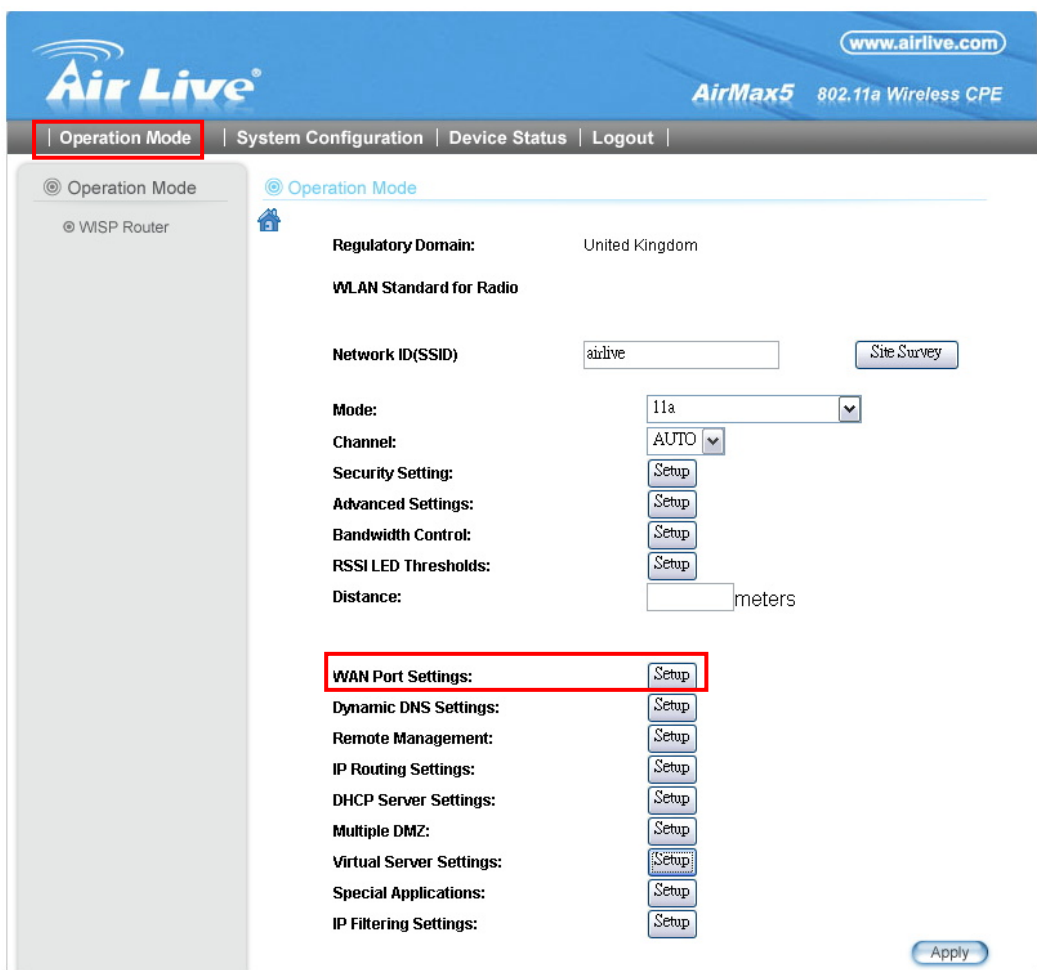 www.airlive.com
Air Live®
AirMax5 802.11a Wireless CPE
| Operation Mode | System Configuration | Device Status | Logout |
Operation Mode
WISP Router
Operation Mode
Regulatory Domain: United Kingdom
WLAN Standard for Radio
Network ID(SSID) airlive Site Survey
Mode: 11a
Channel: AUTO
Security Setting: Setup
Advanced Settings: Setup
Bandwidth Control: Setup
RSSI LED Thresholds: Setup
Distance: meters
WAN Port Settings: Setup
Dynamic DNS Settings: Setup
Remote Management: Setup
IP Routing Settings: Setup
DHCP Server Settings: Setup
Multiple DMZ: Setup
Virtual Server Settings: Setup
Special Applications: Setup
IP Filtering Settings: Setup
Apply